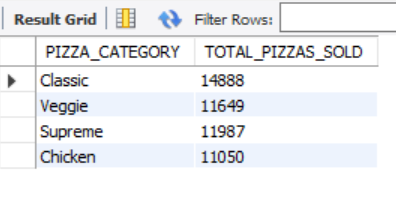 Result Grid Filter Rows:
PIZZA_CATEGORY TOTAL_PIZZAS_SOLD
Classic 14888
Veggie 11649
Supreme 11987
Chicken 11050